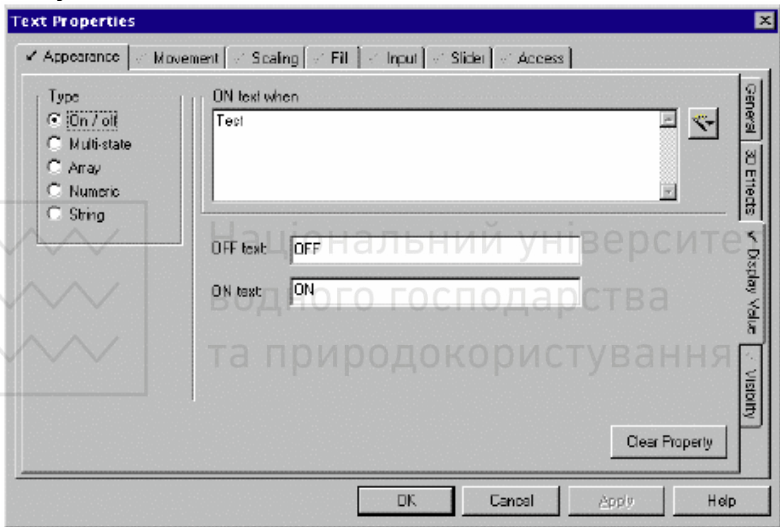 Text Properties
Appearance Movement Scaling Fill Input Slider Access
Type
On / off
Multi-state
Array
Numeric
String
ON text when
Test
General
3D Effects
Display Value
Visibility
Національний університет
OFF text: OFF
водного господарства
ON text: ON
та природокористування
Clear Property
OK Cancel Apply Help